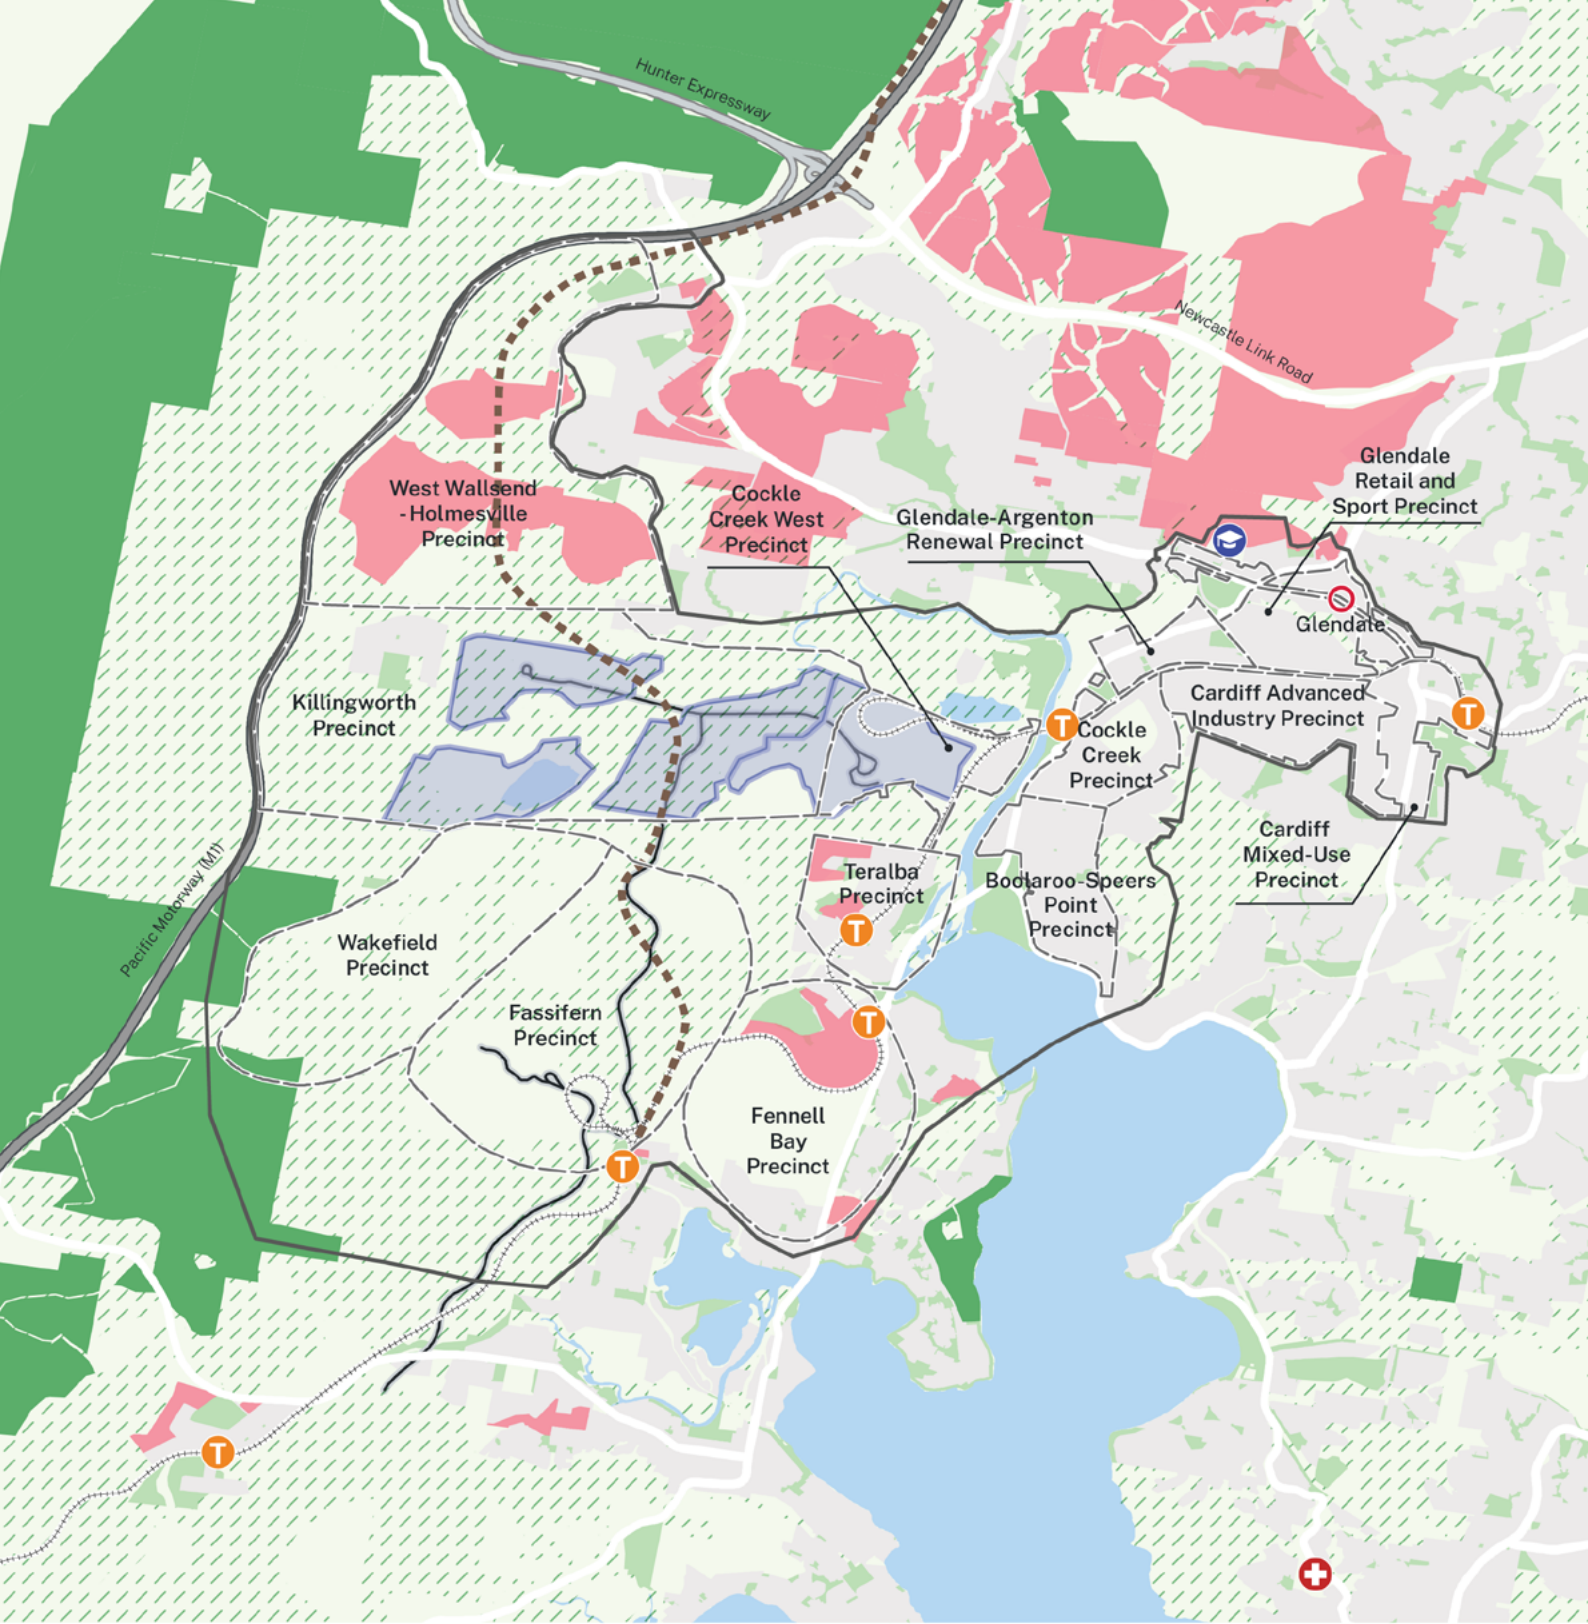 Hunter Expressway
Newcastle Link Road
Glendale
Retail and
Sport Precinct
West Wallsend
- Holmesville
Precinct
Cockle
Creek West
Precinct
Glendale-Argenton
Renewal Precinct
Glendale
Killingworth
Precinct
Cardiff Advanced
Industry Precinct
T
T
Cockle
Creek
Precinct
Cardiff
Mixed-Use
Precinct
Pacific Motorway (M1)
Teralba
Precinct
T
Boolaroo-Speers
Point
Precinct
Wakefield
Precinct
Fassifern
Precinct
T
Fennell
Bay
Precinct
T
T